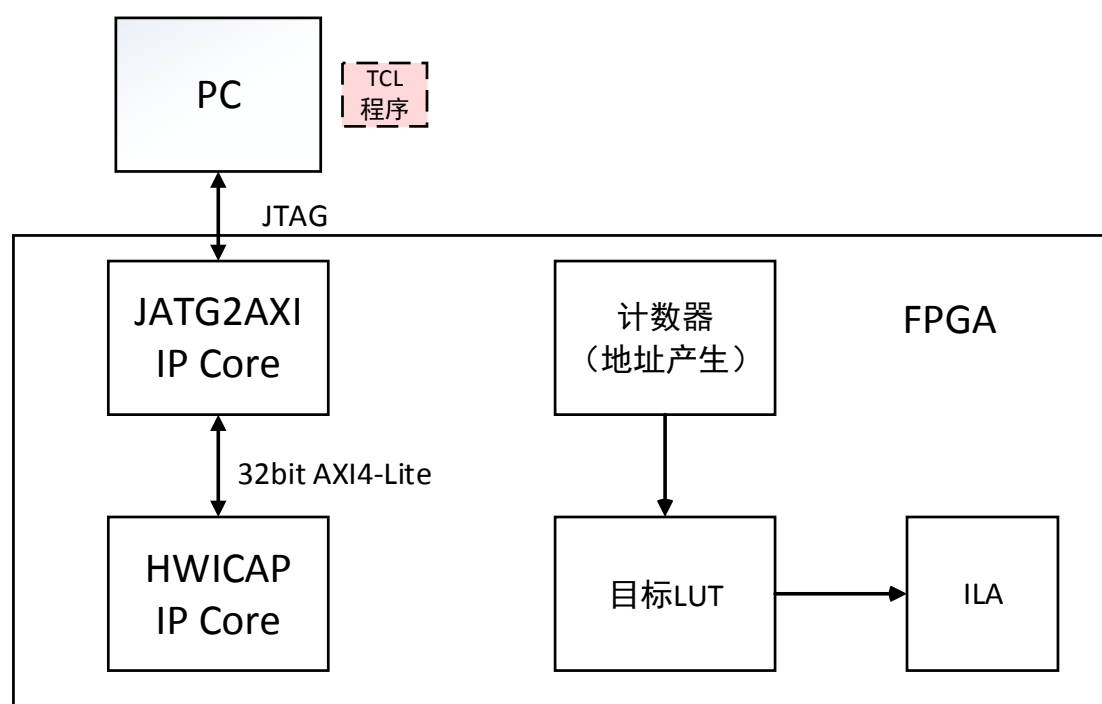 PC
TCL
程序
JTAG
JATG2AXI
IP Core
计数器
（地址产生）
FPGA
32bit AXI4-Lite
HWICAP
IP Core
目标LUT
ILA